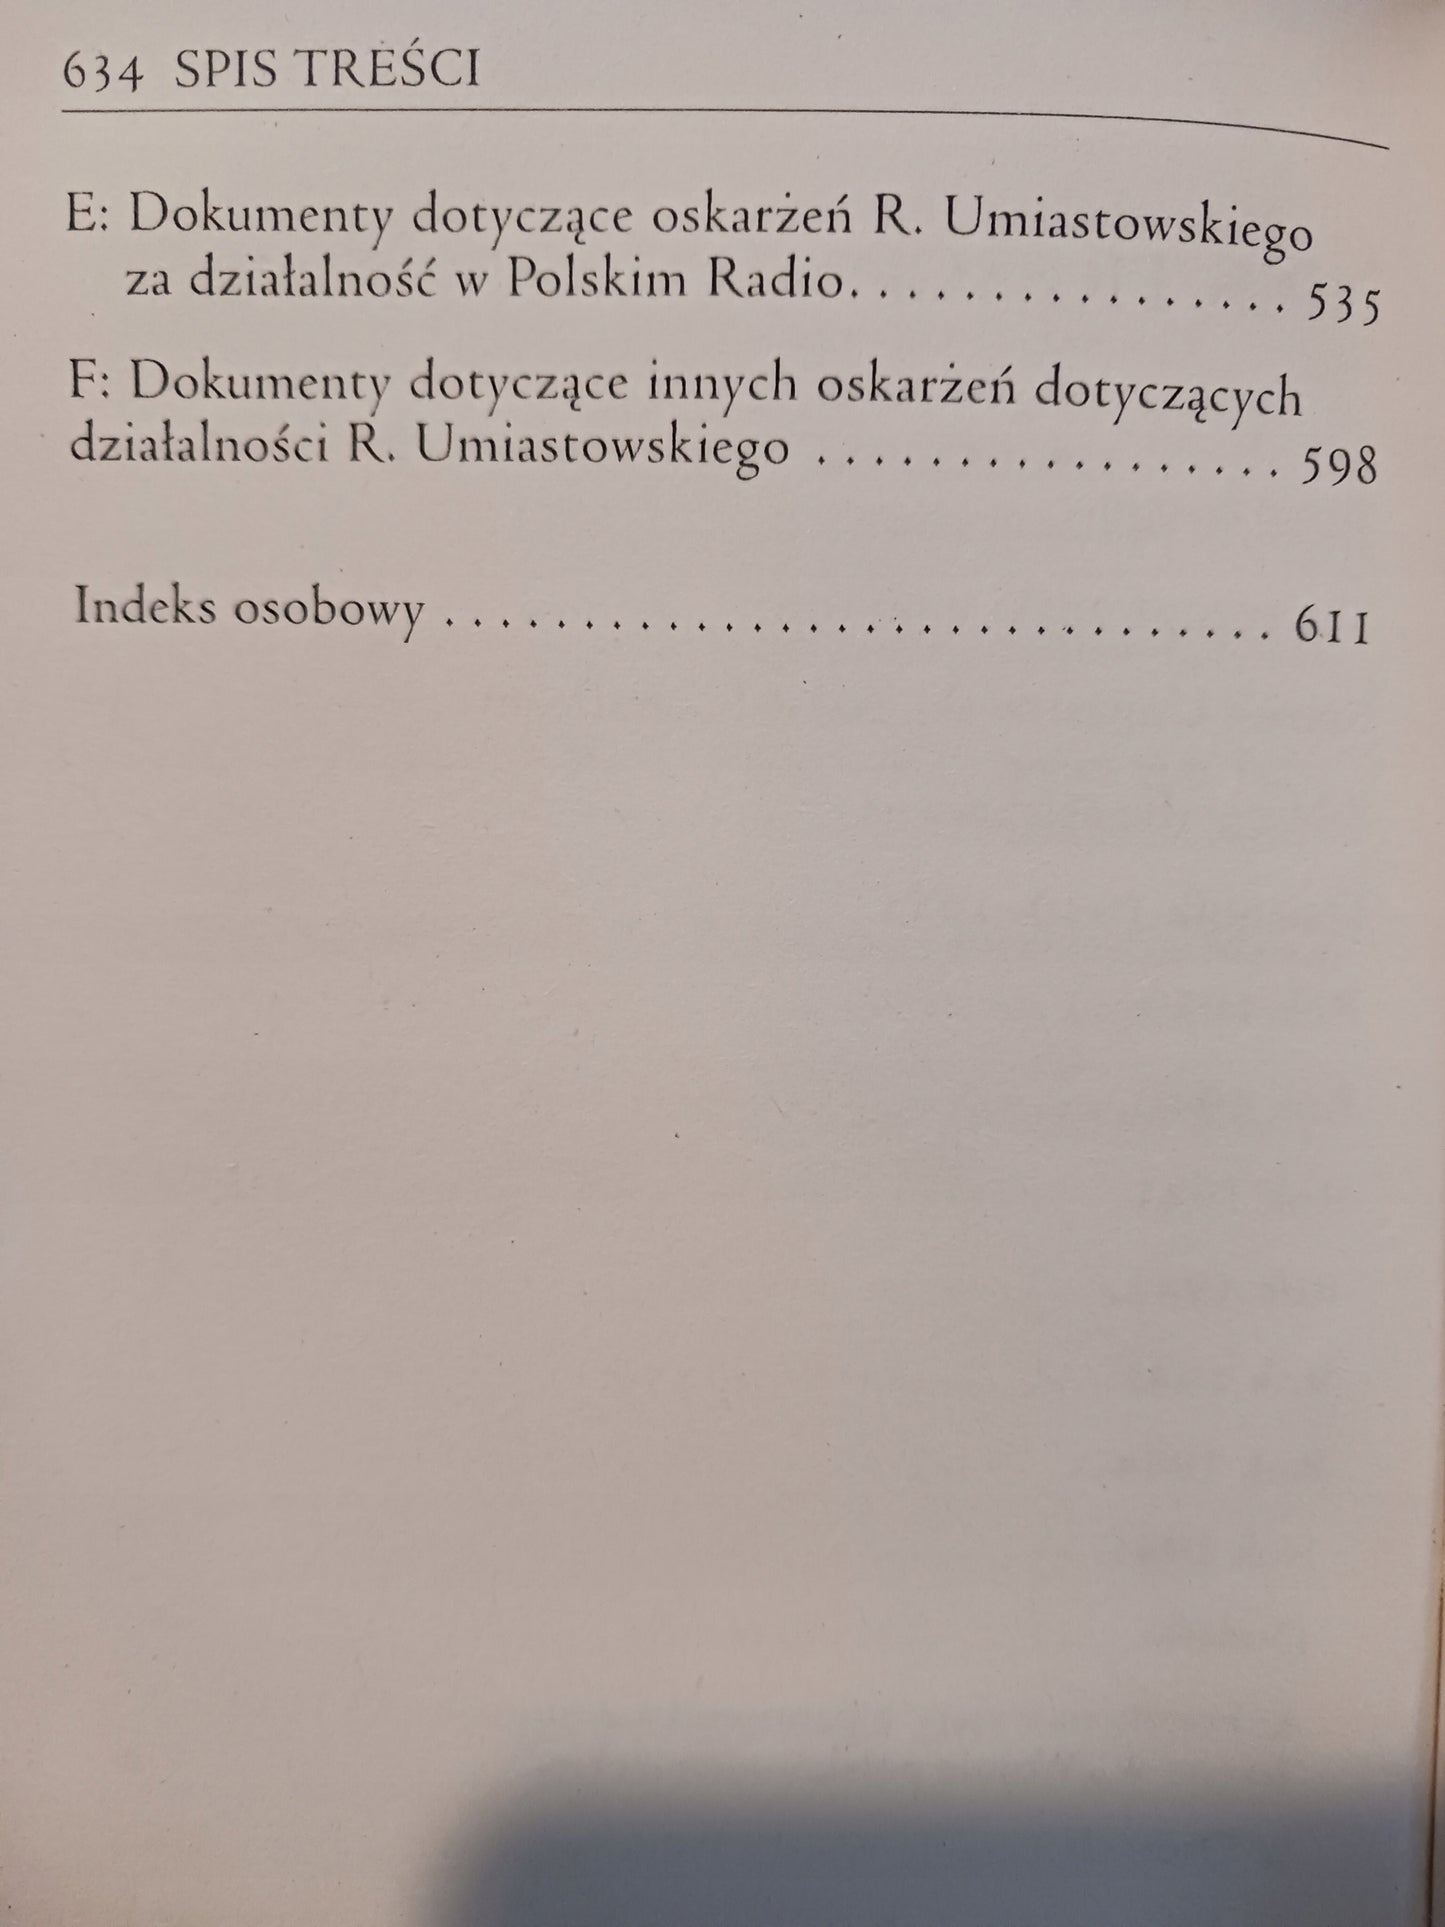 634 SPIS TREŚCI
E: Dokumenty dotyczące oskarżeń R. Umiastowskiego
za działalność w Polskim Radio. . . . . . . . . . . . . . . . 535
F: Dokumenty dotyczące innych oskarżeń dotyczących
działalności R. Umiastowskiego . . . . . . . . . . . . . . . . . 598
Indeks osobowy . . . . . . . . . . . . . . . . . . . . . . . . . . . . . . 611